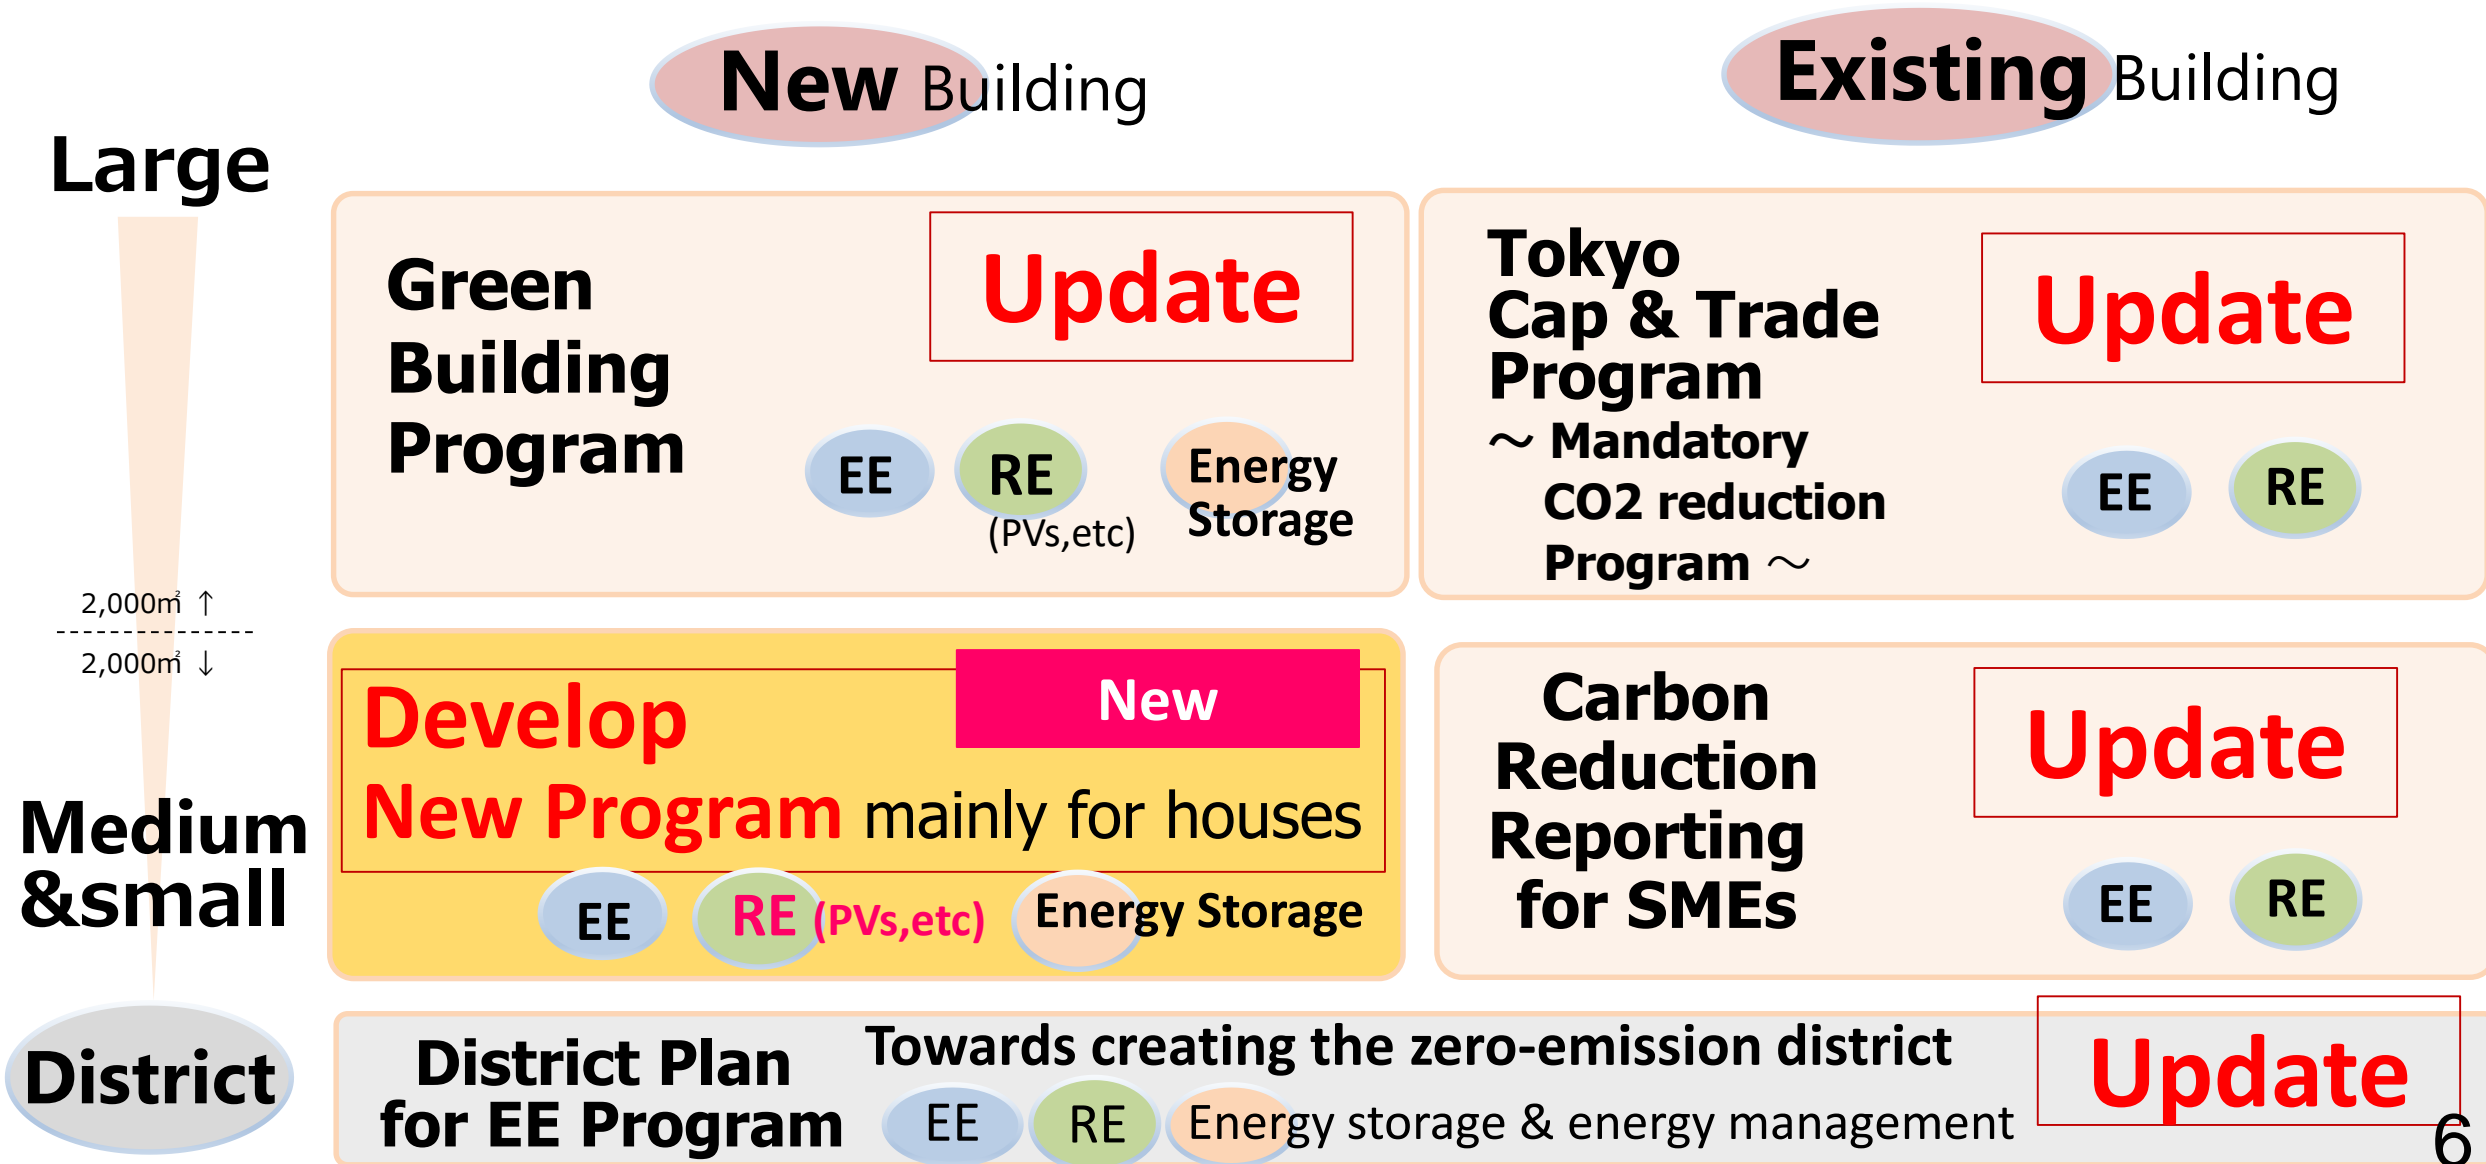 New Building
Existing Building
Large
Green
Building
Program
Update
EE
RE
(PVs,etc)
Energy
Storage
Tokyo
Cap & Trade
Program
～ Mandatory
CO2 reduction
Program ～
Update
EE
RE
2,000㎡ ↑
2,000㎡ ↓
Medium
&small
Develop
New
New Program mainly for houses
EE
RE (PVs,etc)
Energy Storage
Carbon
Reduction
Reporting
for SMEs
Update
EE
RE
District
District Plan
for EE Program
Towards creating the zero-emission district
EE
RE
Energy storage & energy management
Update
6